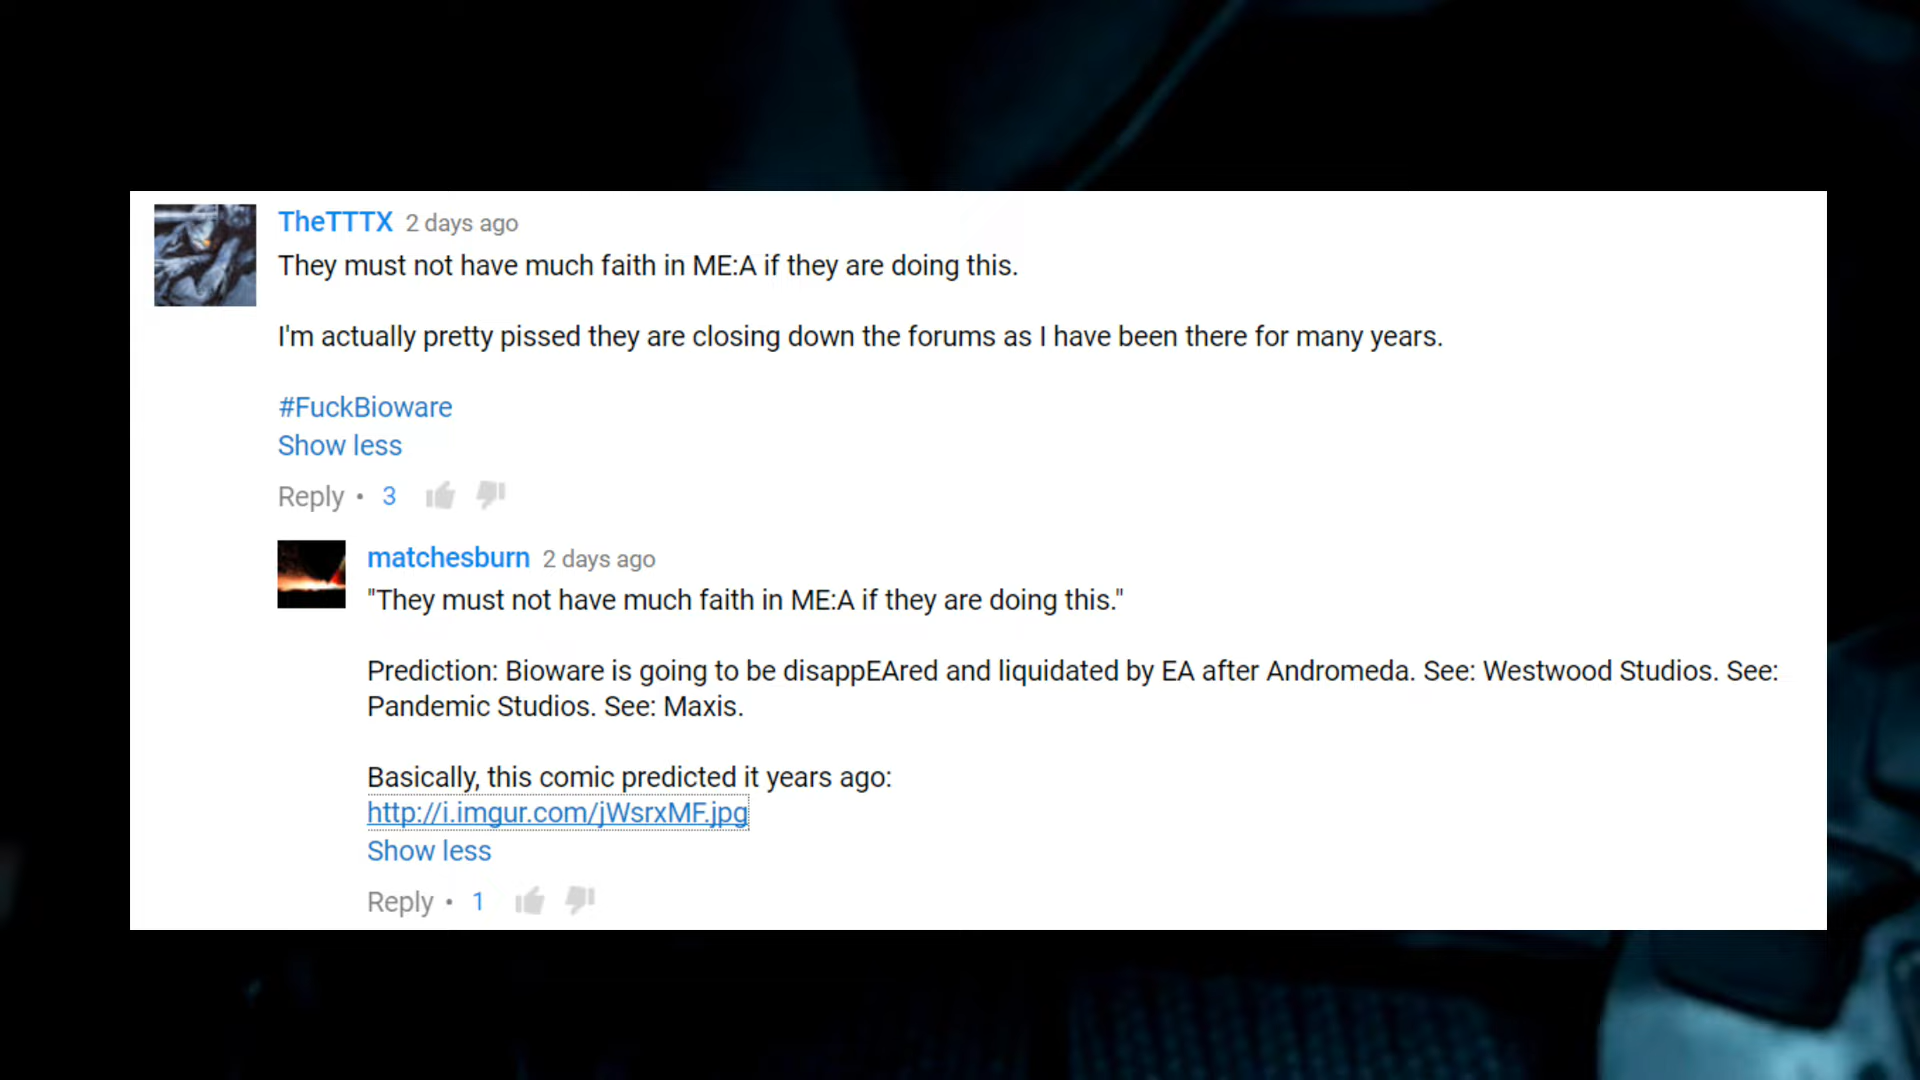 TheTTTX 2 days ago
They must not have much faith in ME:A if they are doing this.
I'm actually pretty pissed they are closing down the forums as I have been there for many years.
#FuckBioware
Show less
Reply • 3
matchesburn 2 days ago
"They must not have much faith in ME:A if they are doing this."
Prediction: Bioware is going to be disappEAred and liquidated by EA after Andromeda. See: Westwood Studios. See:
Pandemic Studios. See: Maxis.
Basically, this comic predicted it years ago:
http://i.imgur.com/jWsrxMF.jpg
Show less
Reply • 1